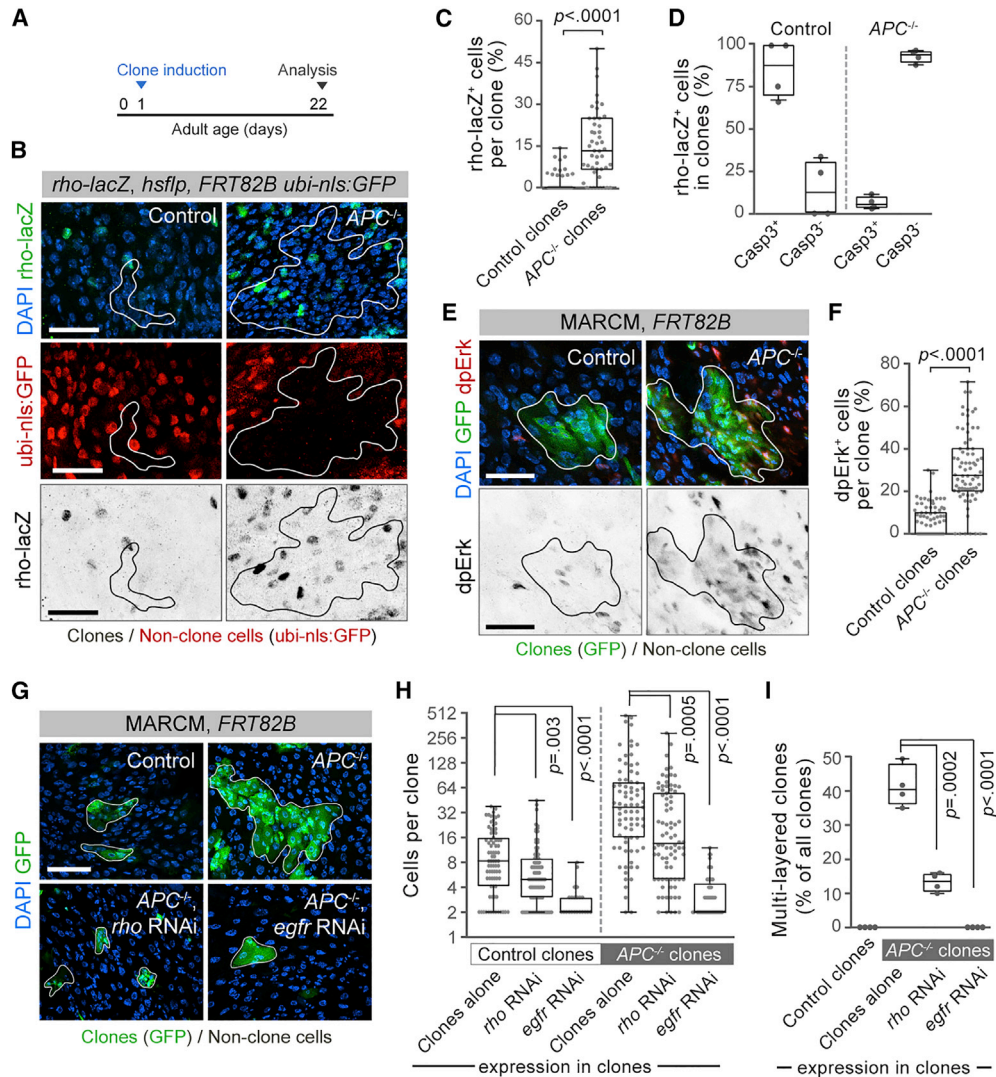 A
Clone induction
Analysis
0 1 22
Adult age (days)
B
rho-lacZ, hsflp, FRT82B ubi-nls:GFP
Control
APC-/-
DAPI rho-lacZ
ubi-nls:GFP
rho-lacZ
Clones / Non-clone cells (ubi-nls:GFP)
C
p<.0001
rho-lacZ+ cells
per clone (%)
60
45
30
15
0
Control clones
APC-/- clones
D
Control
APC-/-
rho-lacZ+ cells
in clones (%)
100
75
50
25
0
Casp3+
Casp3-
Casp3+
Casp3-
E
MARCM, FRT82B
Control
APC-/-
DAPI GFP dpErk
dpErk
Clones (GFP) / Non-clone cells
F
p<.0001
dpErk+ cells
per clone (%)
80
60
40
20
0
Control clones
APC-/- clones
G
MARCM, FRT82B
Control
APC-/-
APC-/-,
rho RNAi
APC-/-,
egfr RNAi
DAPI GFP
Clones (GFP) / Non-clone cells
H
p=.003
p<.0001
p=.0005
p<.0001
Cells per clone
512
256
128
64
32
16
8
4
2
1
Control clones
APC-/- clones
Clones alone
rho RNAi
egfr RNAi
Clones alone
rho RNAi
egfr RNAi
expression in clones
I
p=.0002
p<.0001
Multi-layered clones
(% of all clones)
50
40
30
20
10
0
APC-/- clones
Control clones
Clones alone
rho RNAi
egfr RNAi
expression in clones